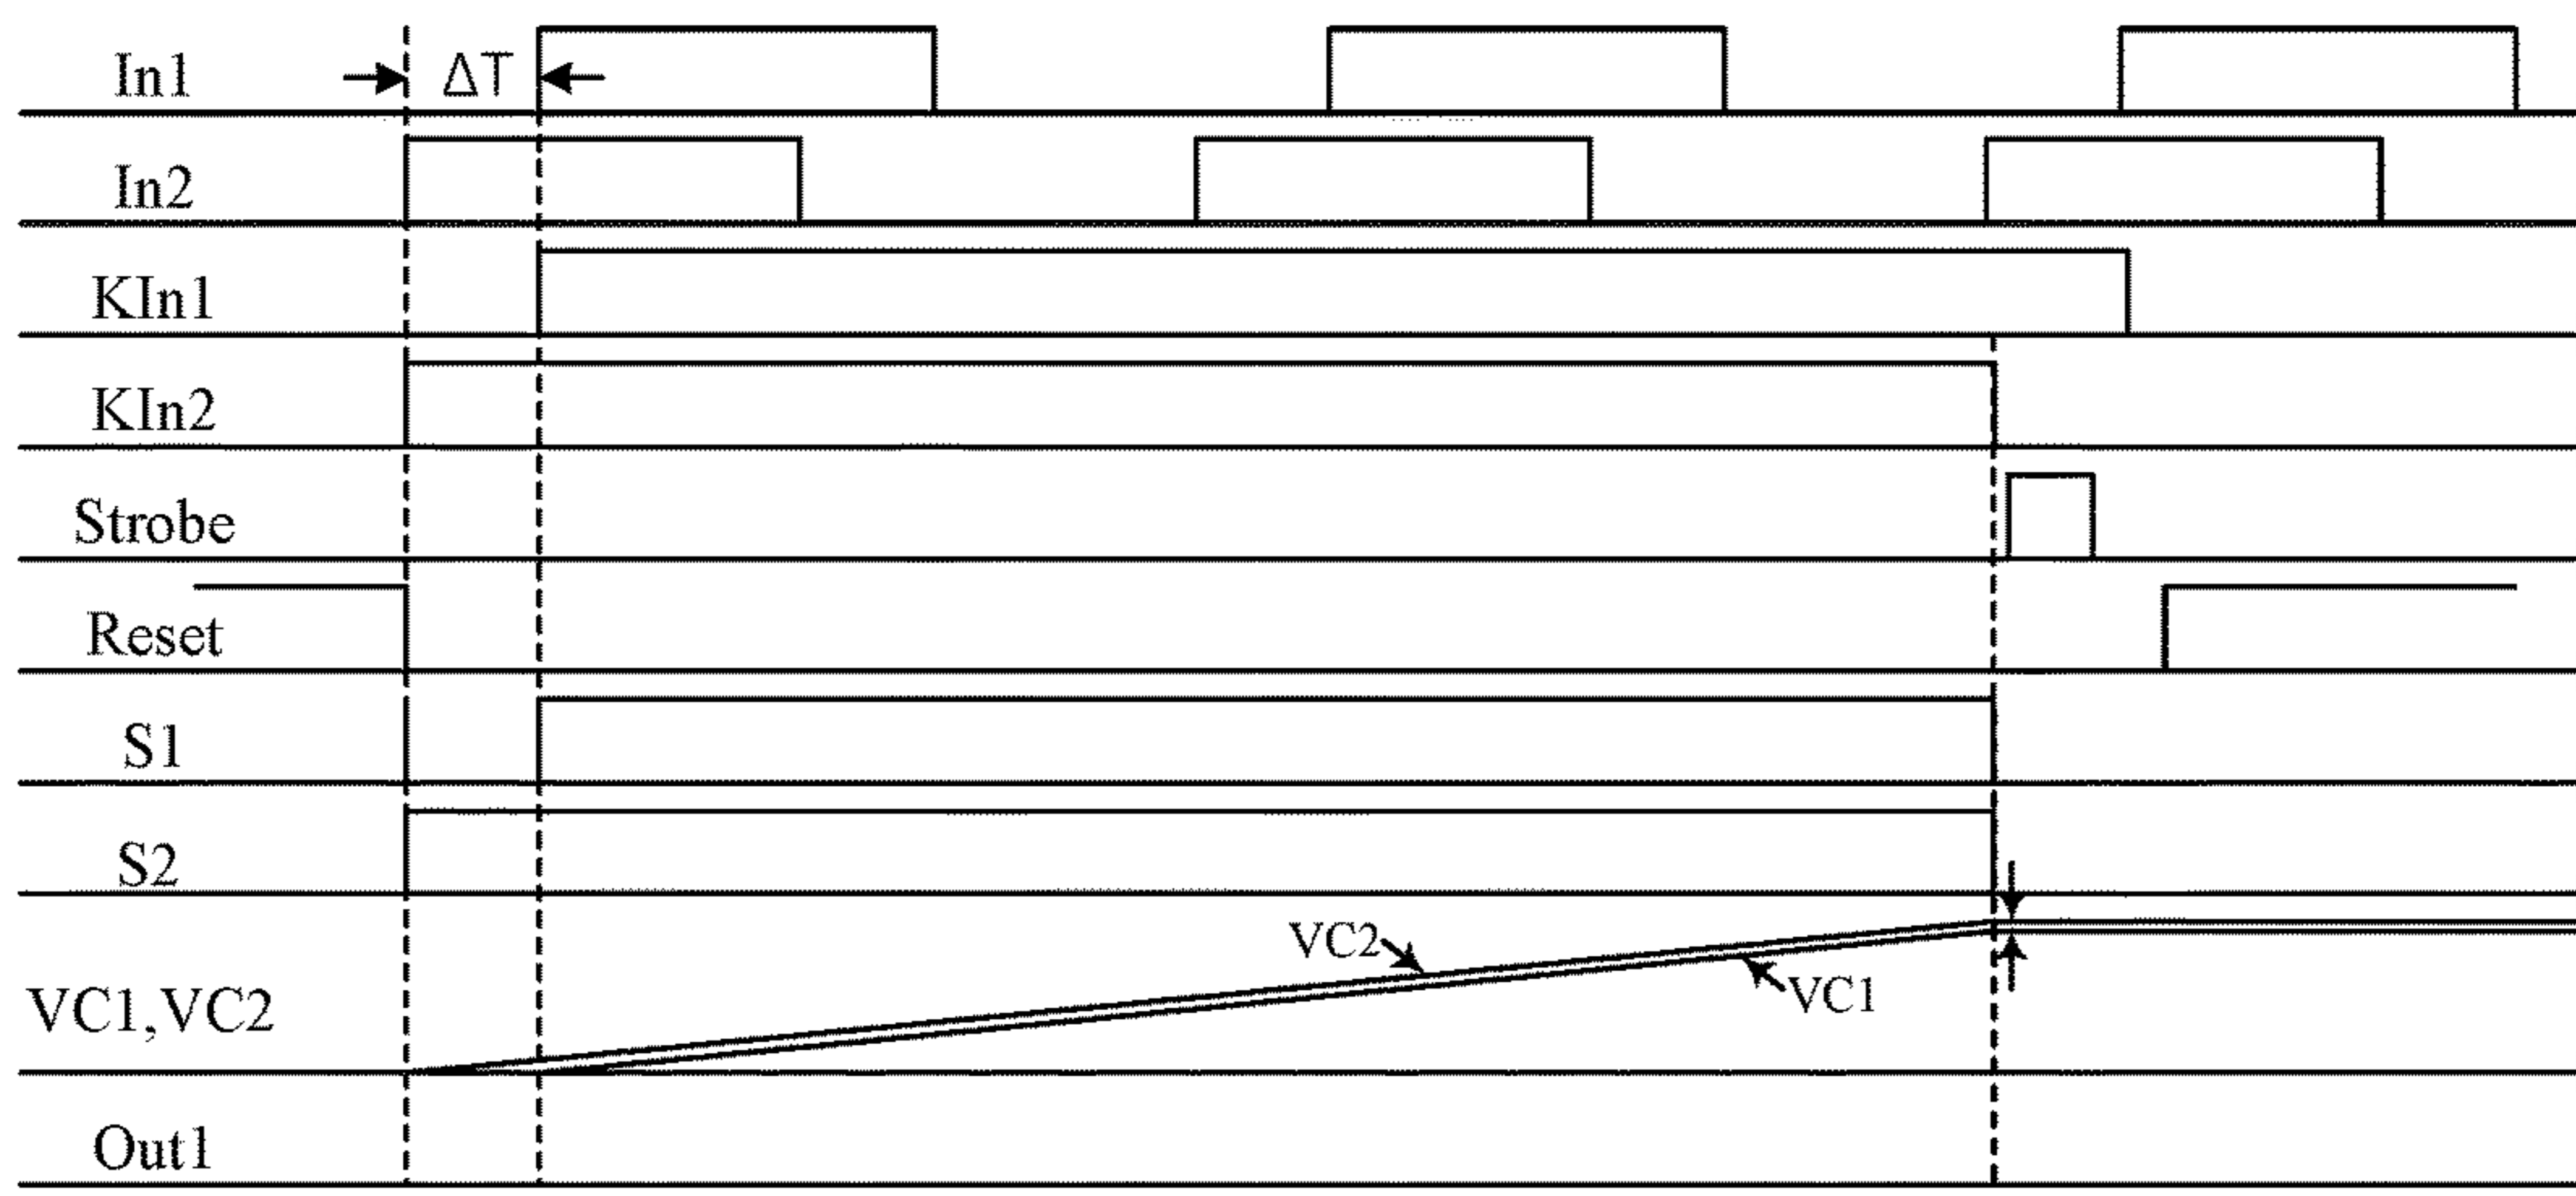 In1 ΔT
In2
KIn1
KIn2
Strobe
Reset
S1
S2
VC2
VC1
VC1,VC2
Out1